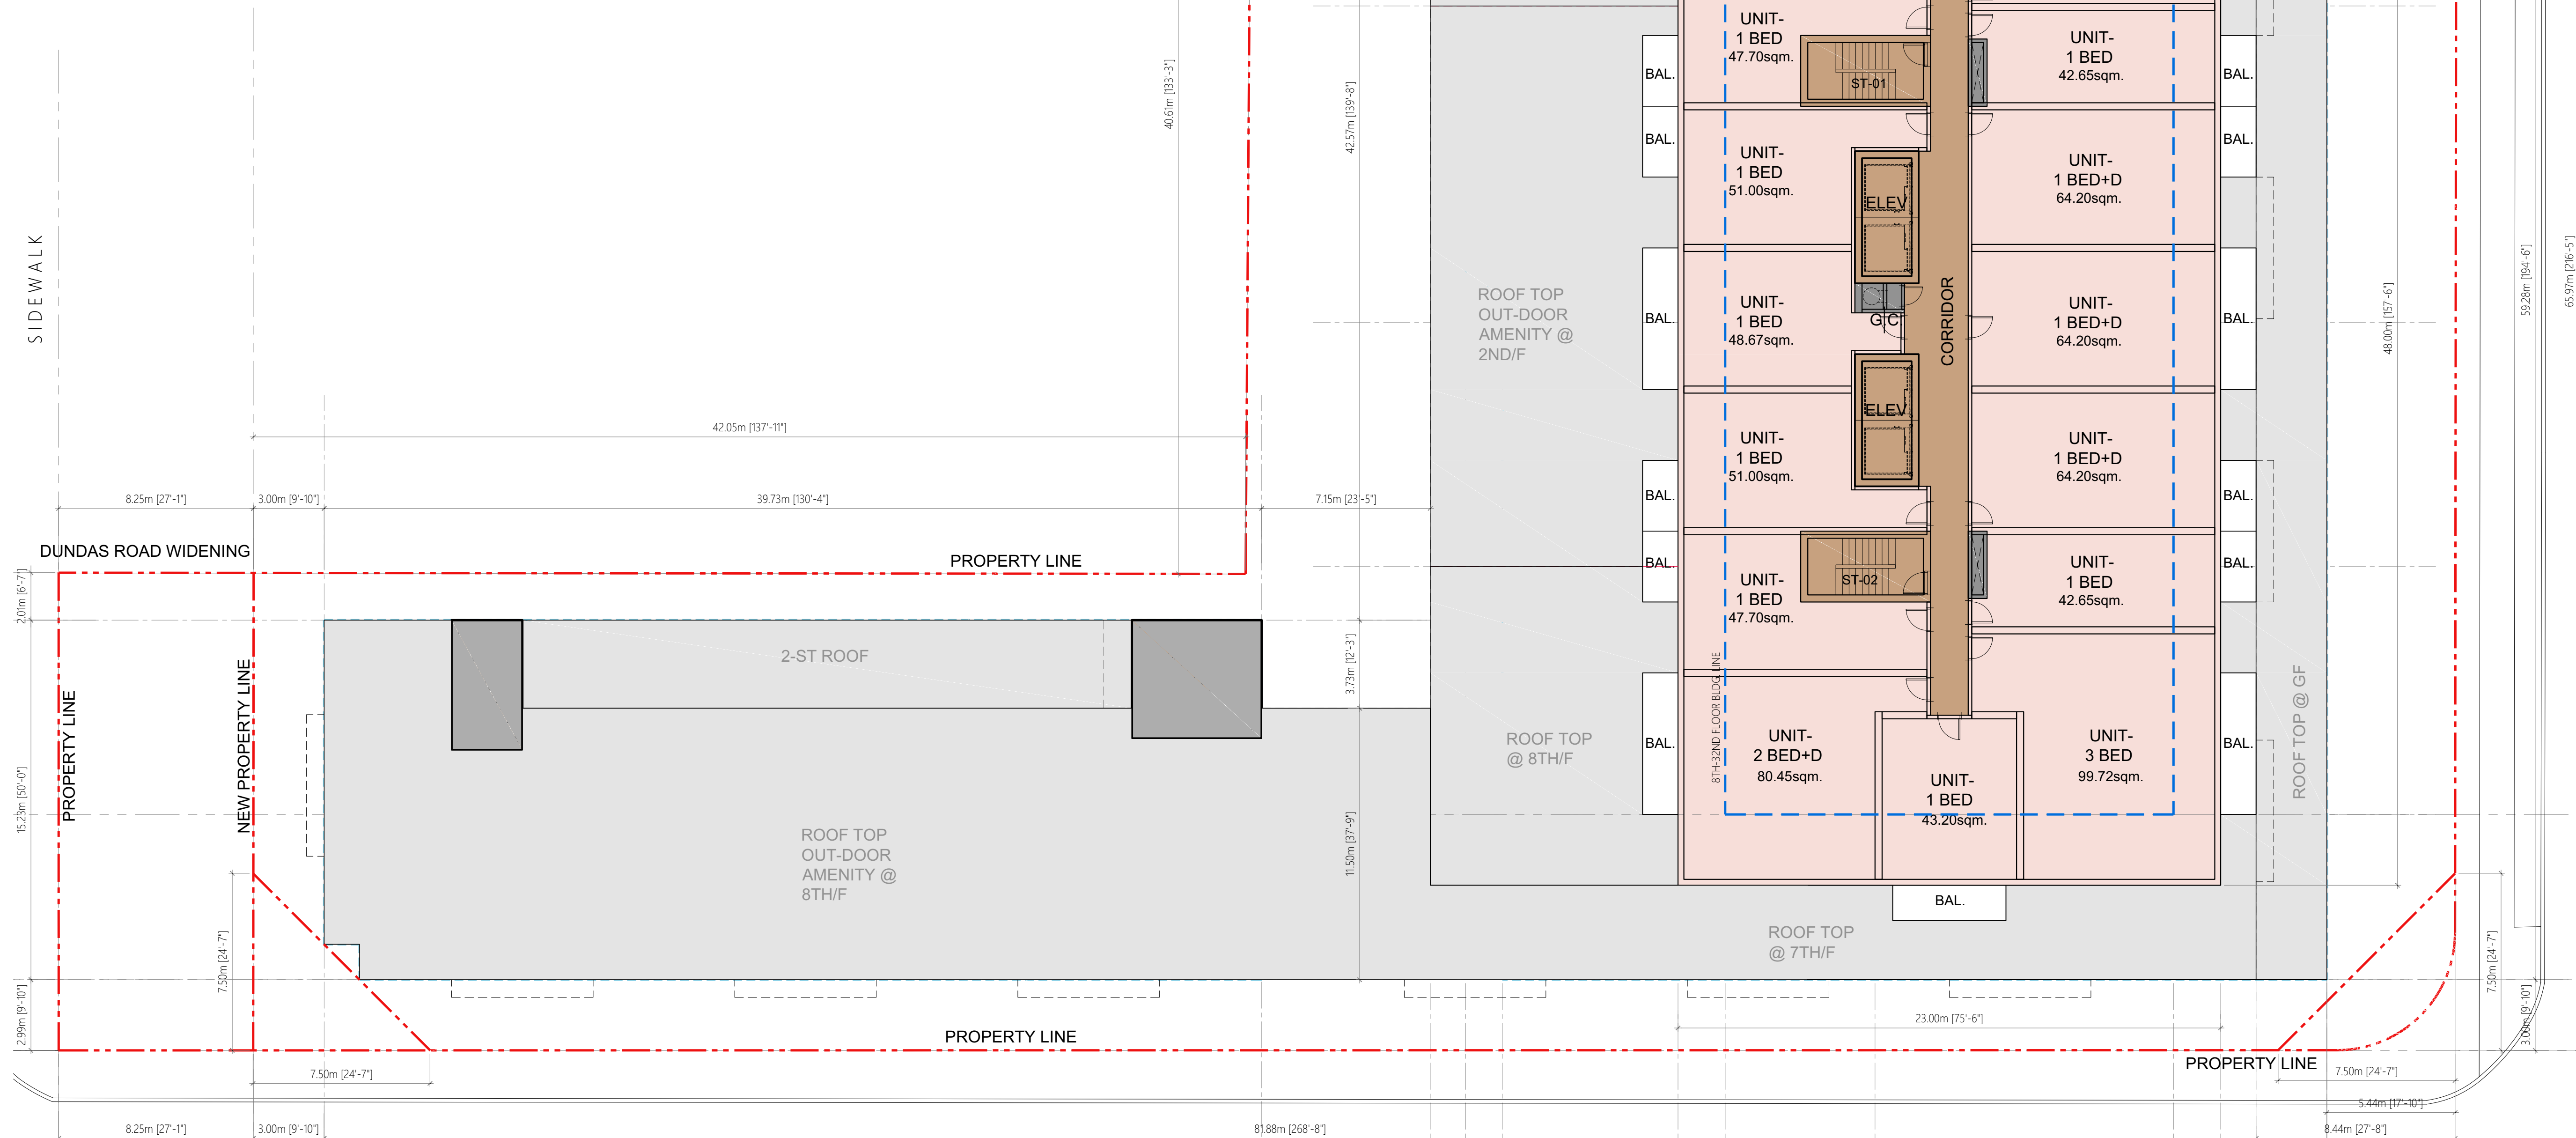 SIDEWALK
DUNDAS ROAD WIDENING
PROPERTY LINE
NEW PROPERTY LINE
PROPERTY LINE
PROPERTY LINE
PROPERTY LINE
8.25m [27'-1"]
3.00m [9'-10"]
39.73m [130'-4"]
7.15m [23'-5"]
42.05m [137'-11"]
40.61m [133'-3"]
42.57m [139'-8"]
2.01m [6'-7"]
15.23m [50'-0"]
2.99m [9'-10"]
7.50m [24'-7"]
7.50m [24'-7"]
8.25m [27'-1"]
3.00m [9'-10"]
3.73m [12'-3"]
11.50m [37'-9"]
81.88m [268'-8"]
2-ST ROOF
ROOF TOP
OUT-DOOR
AMENITY @
8TH/F
ROOF TOP
OUT-DOOR
AMENITY @
2ND/F
ROOF TOP
@ 8TH/F
ROOF TOP
@ 7TH/F
ROOF TOP @ GF
8TH-32ND FLOOR BLDG. LINE
UNIT-
1 BED
47.70sqm.
UNIT-
1 BED
51.00sqm.
UNIT-
1 BED
48.67sqm.
UNIT-
1 BED
51.00sqm.
UNIT-
1 BED
47.70sqm.
UNIT-
2 BED+D
80.45sqm.
UNIT-
1 BED
43.20sqm.
UNIT-
3 BED
99.72sqm.
UNIT-
1 BED
42.65sqm.
UNIT-
1 BED+D
64.20sqm.
UNIT-
1 BED+D
64.20sqm.
UNIT-
1 BED+D
64.20sqm.
UNIT-
1 BED
42.65sqm.
ST-01
ELEV
G.C.
ELEV
ST-02
CORRIDOR
BAL.
BAL.
BAL.
BAL.
BAL.
BAL.
BAL.
BAL.
BAL.
BAL.
BAL.
BAL.
BAL.
23.00m [75'-6"]
48.00m [157'-6"]
59.28m [194'-6"]
65.97m [216'-5"]
7.50m [24'-7"]
3.00m [9'-10"]
7.50m [24'-7"]
5.44m [17'-10"]
8.44m [27'-8"]